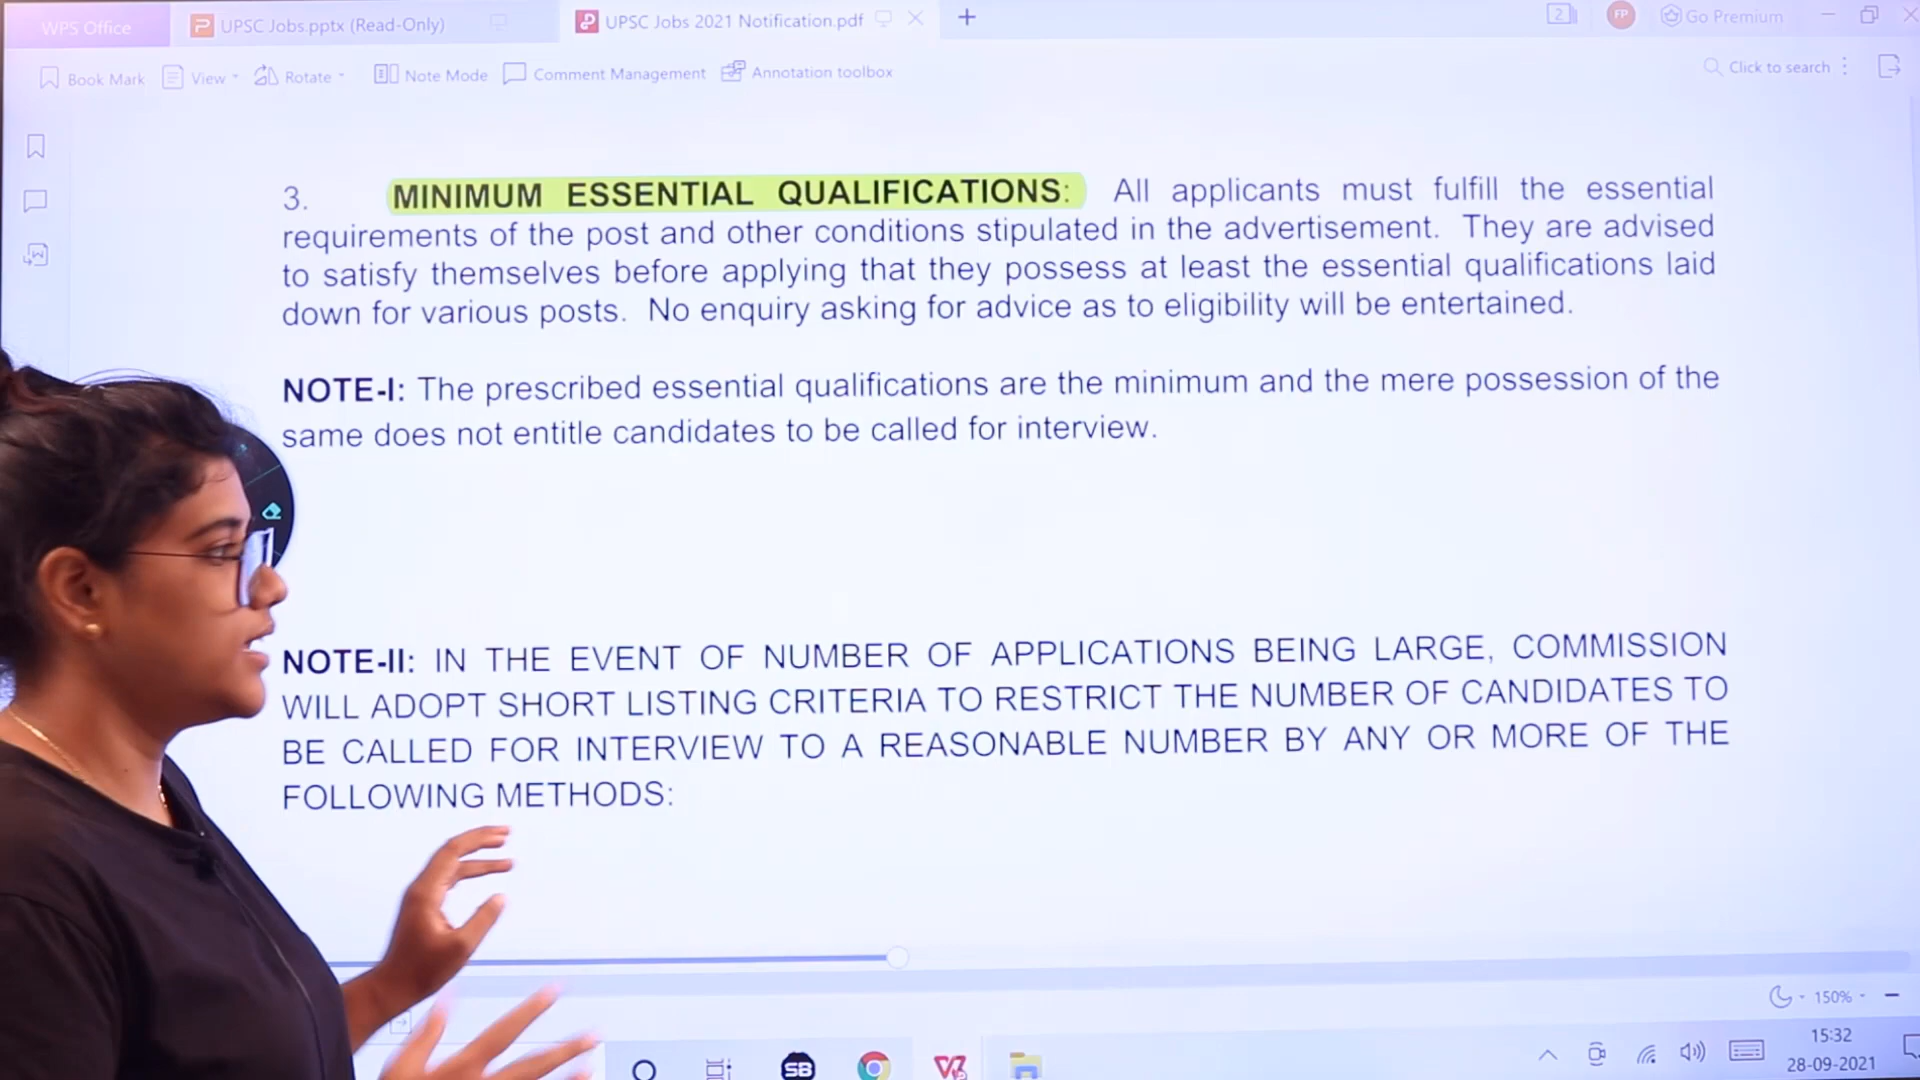 WPS Office
UPSC Jobs.pptx (Read-Only)
UPSC Jobs 2021 Notification.pdf
2
FP
Go Premium
Book Mark
View
Rotate
Note Mode
Comment Management
Annotation toolbox
Click to search
3. MINIMUM ESSENTIAL QUALIFICATIONS: All applicants must fulfill the essential
requirements of the post and other conditions stipulated in the advertisement. They are advised
to satisfy themselves before applying that they possess at least the essential qualifications laid
down for various posts. No enquiry asking for advice as to eligibility will be entertained.
NOTE-I: The prescribed essential qualifications are the minimum and the mere possession of the
same does not entitle candidates to be called for interview.
NOTE-II: IN THE EVENT OF NUMBER OF APPLICATIONS BEING LARGE, COMMISSION
WILL ADOPT SHORT LISTING CRITERIA TO RESTRICT THE NUMBER OF CANDIDATES TO
BE CALLED FOR INTERVIEW TO A REASONABLE NUMBER BY ANY OR MORE OF THE
FOLLOWING METHODS:
150%
SB
15:32
28-09-2021